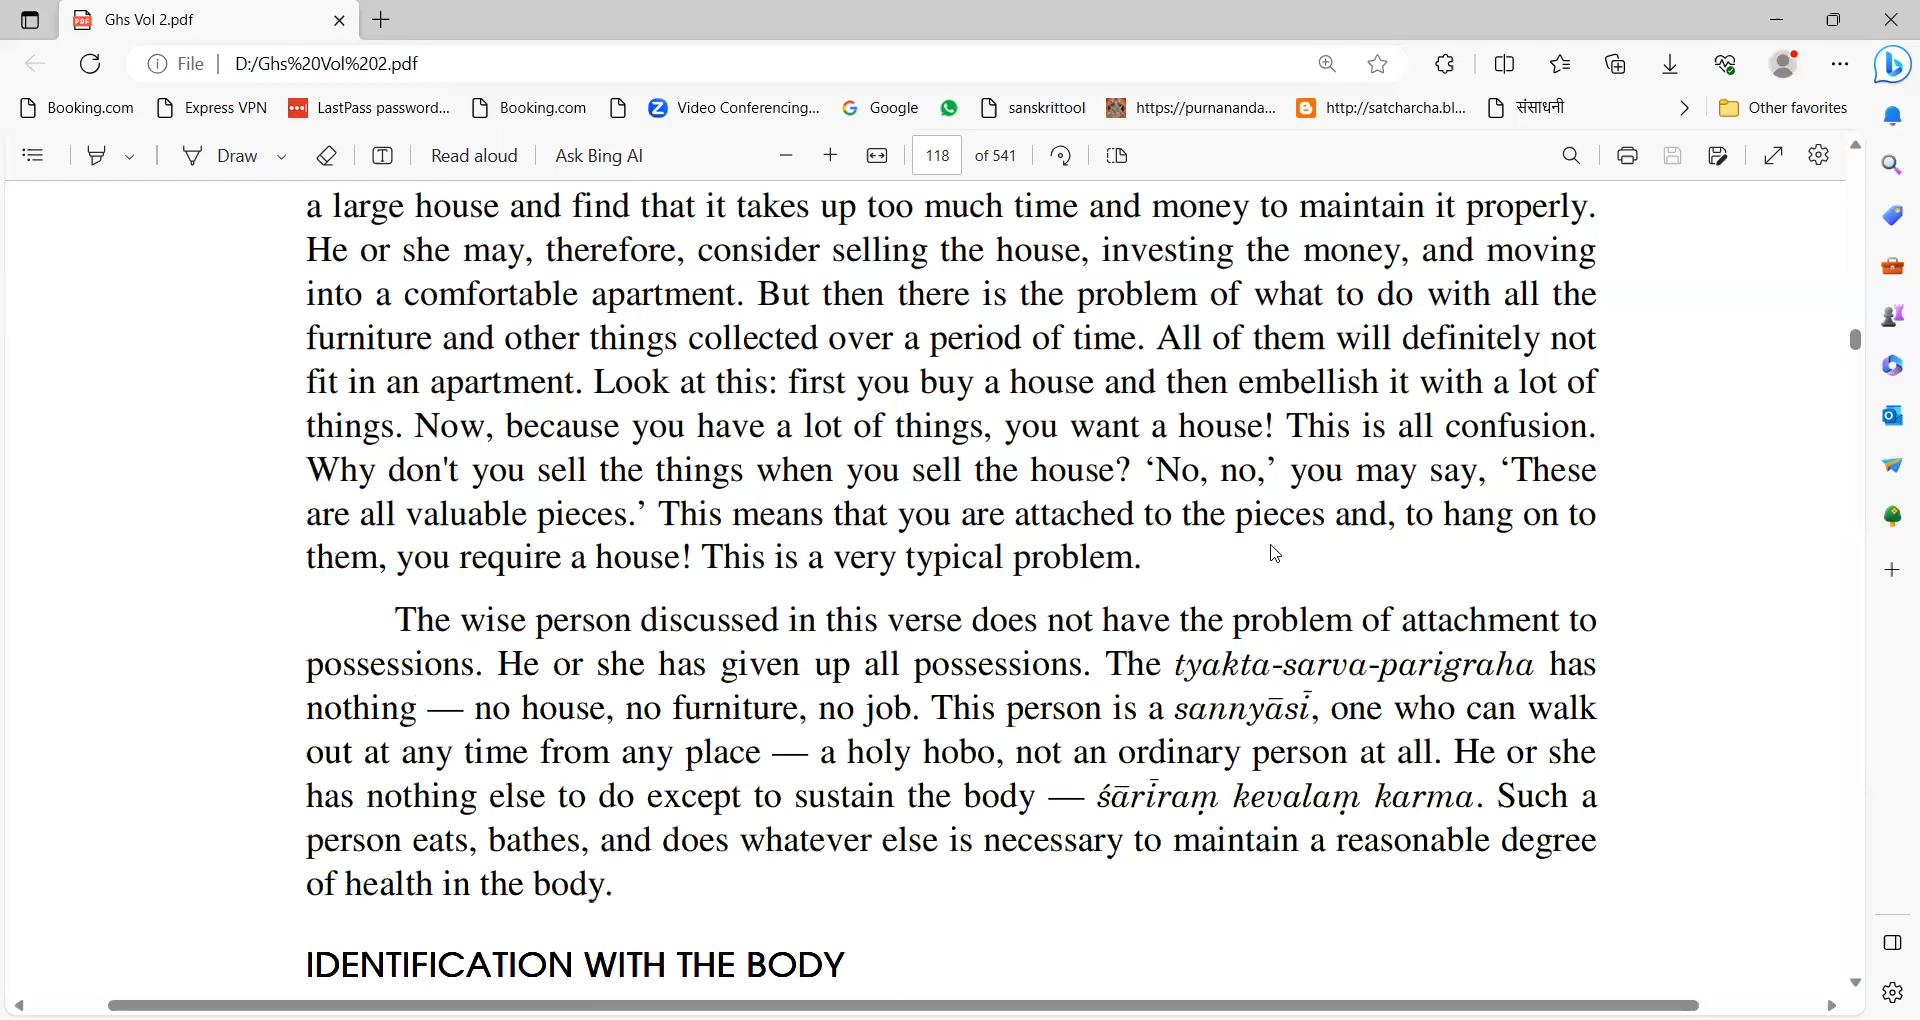 Ghs Vol 2.pdf
File | D:/Ghs%20Vol%202.pdf
Booking.com Express VPN LastPass password... Booking.com Video Conferencing... Google sanskrittool https://purnananda... http://satcharcha.bl... संसाधनी Other favorites
Draw Read aloud Ask Bing AI 118 of 541
a large house and find that it takes up too much time and money to maintain it properly.
He or she may, therefore, consider selling the house, investing the money, and moving
into a comfortable apartment. But then there is the problem of what to do with all the
furniture and other things collected over a period of time. All of them will definitely not
fit in an apartment. Look at this: first you buy a house and then embellish it with a lot of
things. Now, because you have a lot of things, you want a house! This is all confusion.
Why don't you sell the things when you sell the house? ‘No, no,’ you may say, ‘These
are all valuable pieces.’ This means that you are attached to the pieces and, to hang on to
them, you require a house! This is a very typical problem.
The wise person discussed in this verse does not have the problem of attachment to
possessions. He or she has given up all possessions. The tyakta-sarva-parigraha has
nothing — no house, no furniture, no job. This person is a sannyāsī, one who can walk
out at any time from any place — a holy hobo, not an ordinary person at all. He or she
has nothing else to do except to sustain the body — śārīraṃ kevalaṃ karma. Such a
person eats, bathes, and does whatever else is necessary to maintain a reasonable degree
of health in the body.
IDENTIFICATION WITH THE BODY